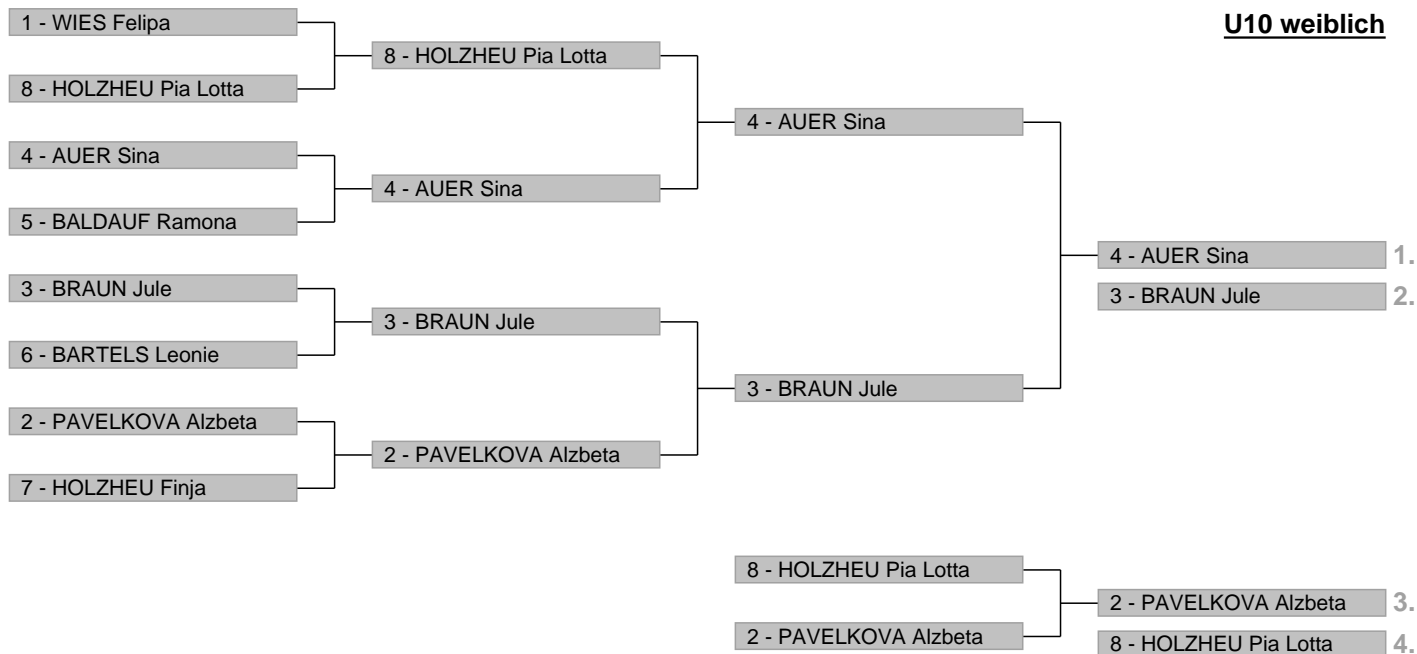 U10 weiblich
1 - WIES Felipa
8 - HOLZHEU Pia Lotta
4 - AUER Sina
5 - BALDAUF Ramona
3 - BRAUN Jule
6 - BARTELS Leonie
2 - PAVELKOVA Alzbeta
7 - HOLZHEU Finja
8 - HOLZHEU Pia Lotta
4 - AUER Sina
3 - BRAUN Jule
2 - PAVELKOVA Alzbeta
4 - AUER Sina
3 - BRAUN Jule
4 - AUER Sina 1.
3 - BRAUN Jule 2.
8 - HOLZHEU Pia Lotta
2 - PAVELKOVA Alzbeta
2 - PAVELKOVA Alzbeta 3.
8 - HOLZHEU Pia Lotta 4.